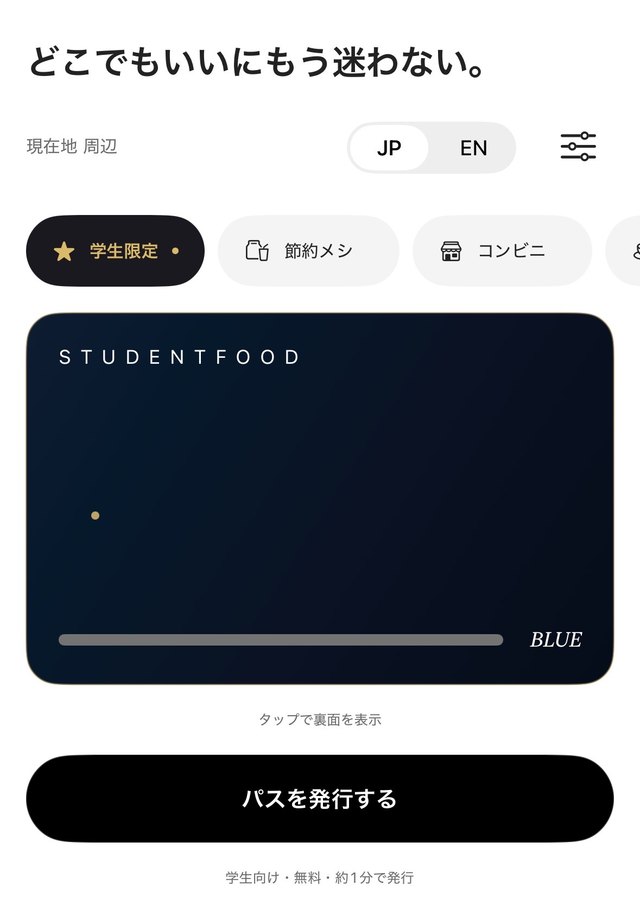 どこでもいいにもう迷わない。
現在地 周辺
JP EN
学生限定 節約メシ コンビニ
STUDENTFOOD
BLUE
タップで裏面を表示
パスを発行する
学生向け・無料・約1分で発行